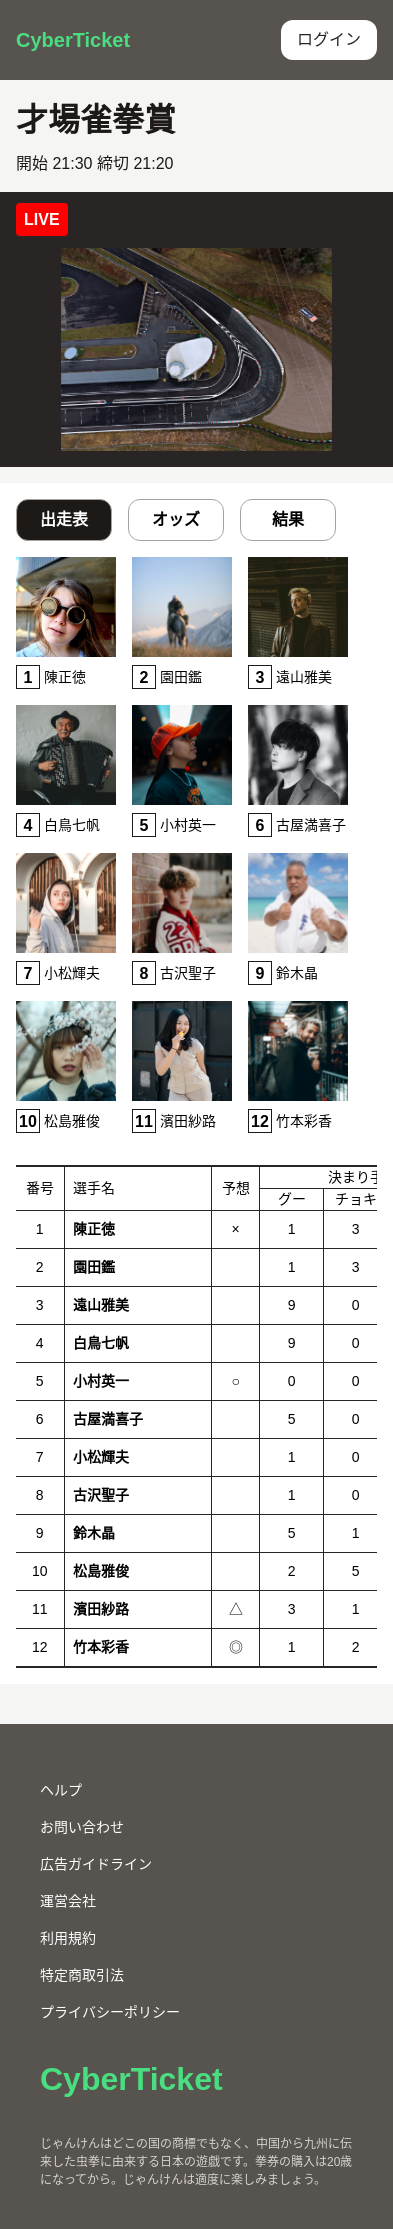 CyberTicket ログイン
才場雀拳賞
開始 21:30 締切 21:20
LIVE
出走表 オッズ 結果
1 陳正徳 2 園田鑑 3 遠山雅美
4 白鳥七帆 5 小村英一 6 古屋満喜子
7 小松輝夫 8 古沢聖子 9 鈴木晶
10 松島雅俊 11 濱田紗路 12 竹本彩香
決まり手
番号 選手名 予想
グー チョキ
1 陳正徳 × 1 3
2 園田鑑 1 3
3 遠山雅美 9 0
4 白鳥七帆 9 0
5 小村英一 ○ 0 0
6 古屋満喜子 5 0
7 小松輝夫 1 0
8 古沢聖子 1 0
9 鈴木晶 5 1
10 松島雅俊 2 5
11 濱田紗路 △ 3 1
12 竹本彩香 ◎ 1 2
ヘルプ
お問い合わせ
広告ガイドライン
運営会社
利用規約
特定商取引法
プライバシーポリシー
CyberTicket
じゃんけんはどこの国の商標でもなく、中国から九州に伝
来した虫拳に由来する日本の遊戯です。拳券の購入は20歳
になってから。じゃんけんは適度に楽しみましょう。